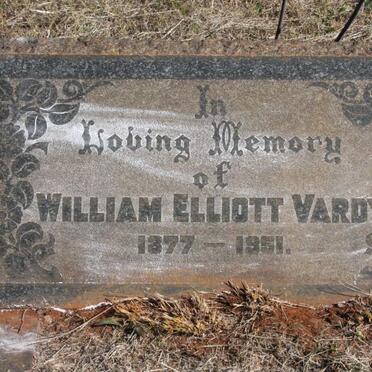 In
Loving Memory
of
WILLIAM ELLIOTT VARDY
1877 — 1951.